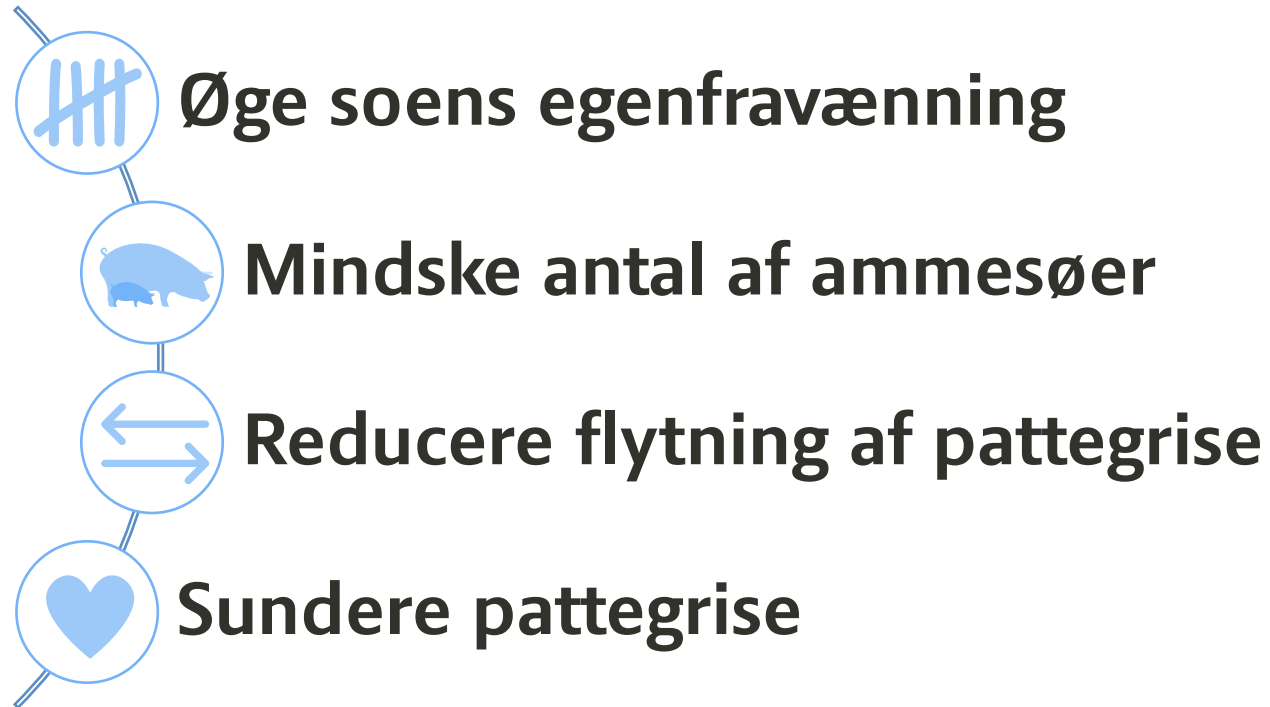 Øge soens egenfravænning
Mindske antal af ammesøer
Reducere flytning af pattegrise
Sundere pattegrise